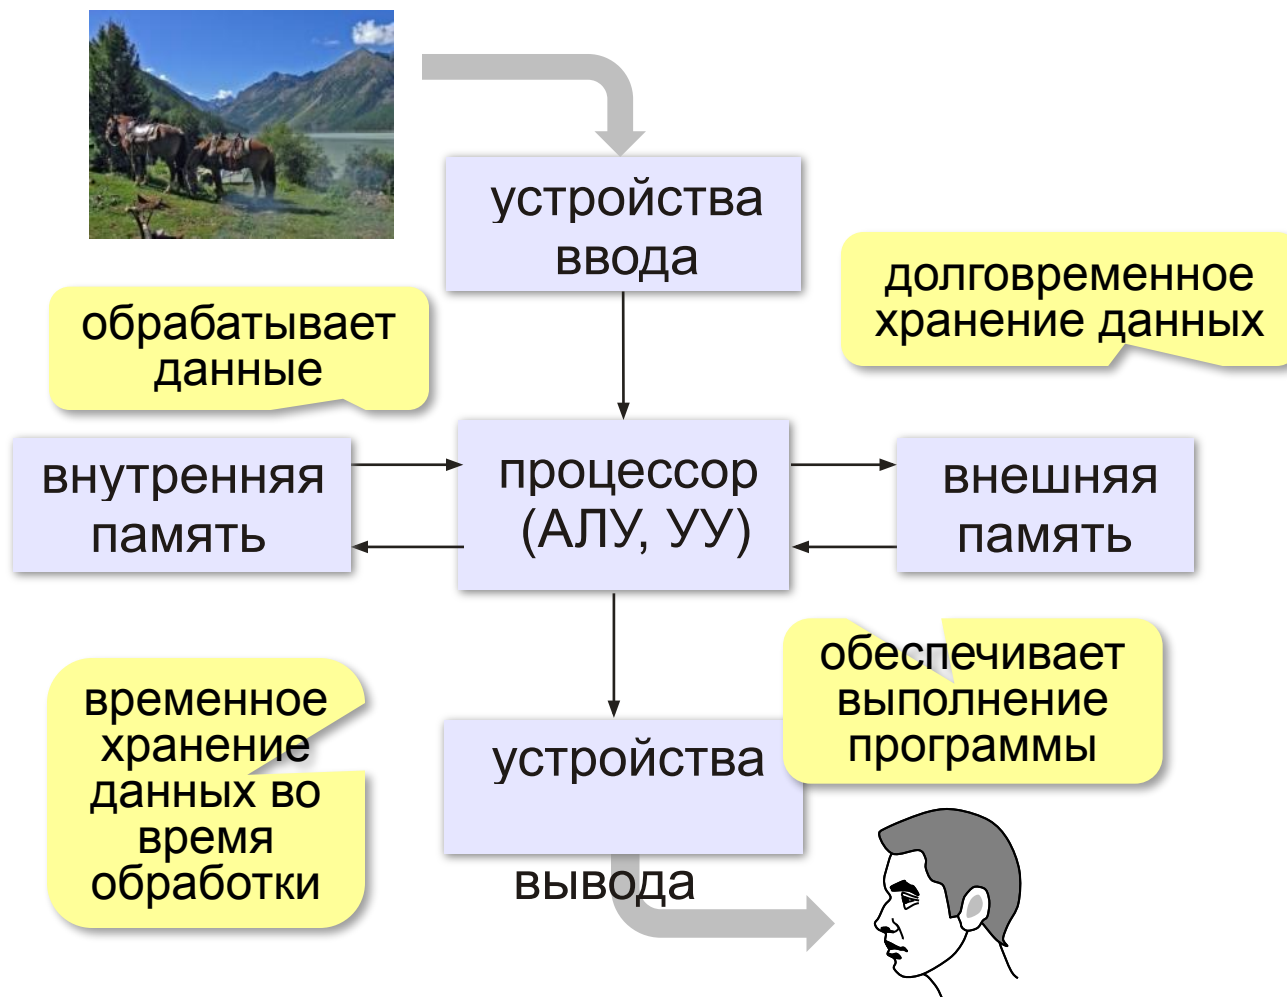 устройства
ввода
долговременное
хранение данных
обрабатывает
данные
внутренняя
память
процессор
(АЛУ, УУ)
внешняя
память
временное
хранение
данных во
время
обработки
устройства
вывода
обеспечивает
выполнение
программы